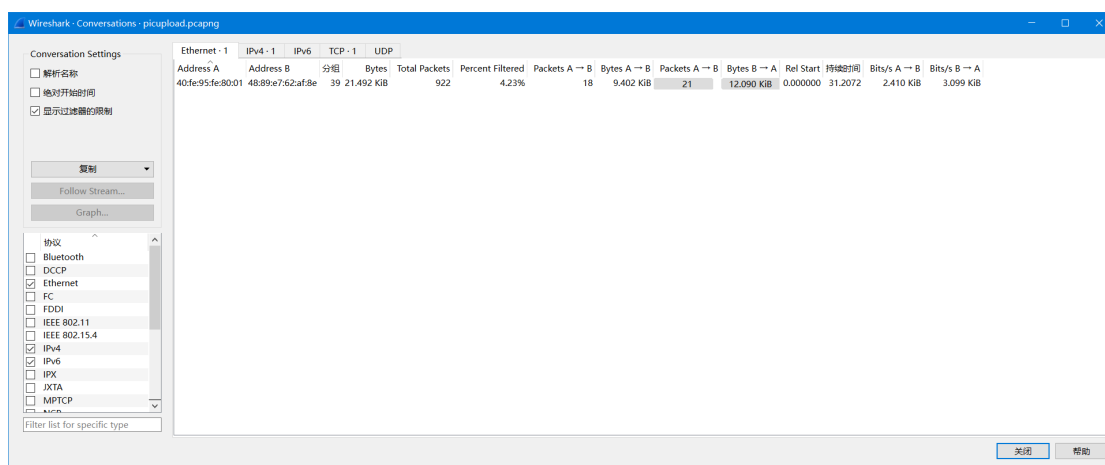 Wireshark · Conversations · picupload.pcapng
Conversation Settings
解析名称
绝对开始时间
显示过滤器的限制
复制
Follow Stream...
Graph...
协议
Bluetooth
DCCP
Ethernet
FC
FDDI
IEEE 802.11
IEEE 802.15.4
IPv4
IPv6
IPX
JXTA
MPTCP
NCP
Filter list for specific type
Ethernet · 1 IPv4 · 1 IPv6 TCP · 1 UDP
Address A Address B 分组 Bytes Total Packets Percent Filtered Packets A → B Bytes A → B Packets A → B Bytes B → A Rel Start 持续时间 Bits/s A → B Bits/s B → A
40:fe:95:fe:80:01 48:89:e7:62:af:8e 39 21.492 KiB 922 4.23% 18 9.402 KiB 21 12.090 KiB 0.000000 31.2072 2.410 KiB 3.099 KiB
关闭 帮助